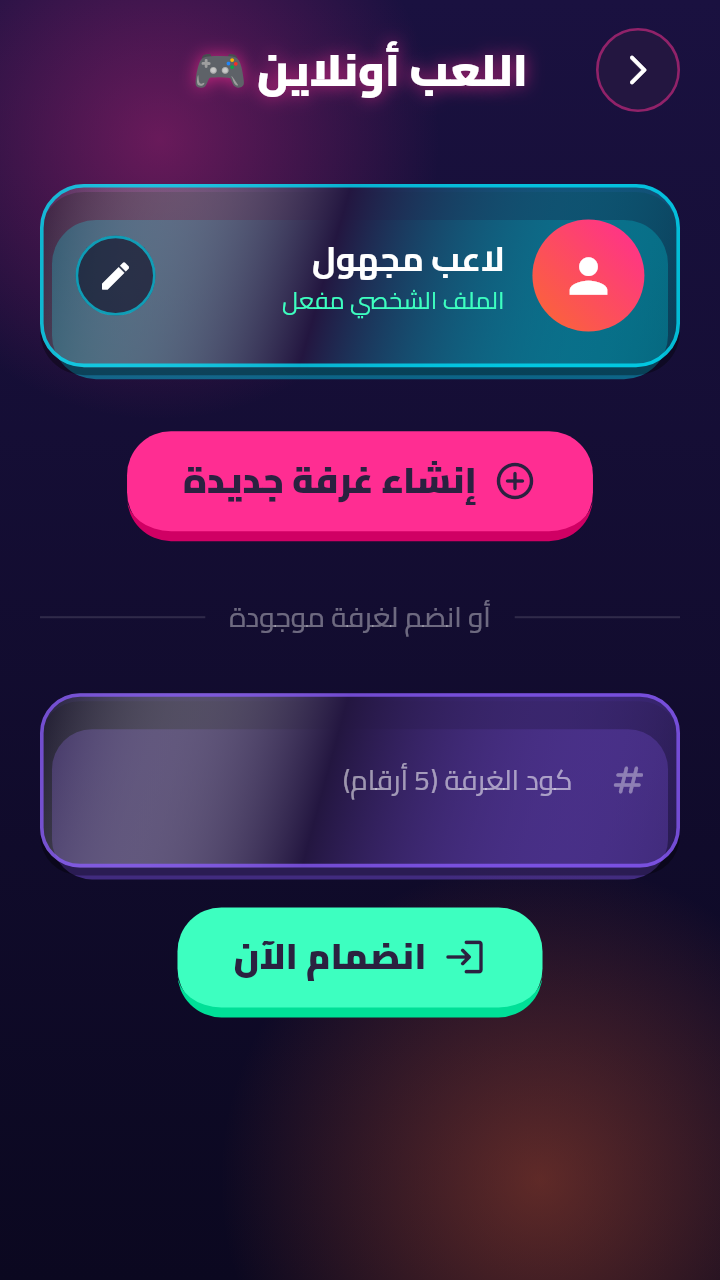 اللعب أونلاين 🎮
لاعب مجهول
الملف الشخصي مفعل
إنشاء غرفة جديدة
أو انضم لغرفة موجودة
# كود الغرفة (5 أرقام)
انضمام الآن